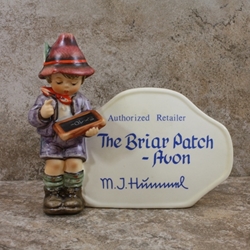 Authorized Retailer
The Briar Patch
- Avon
M.J.Hummel